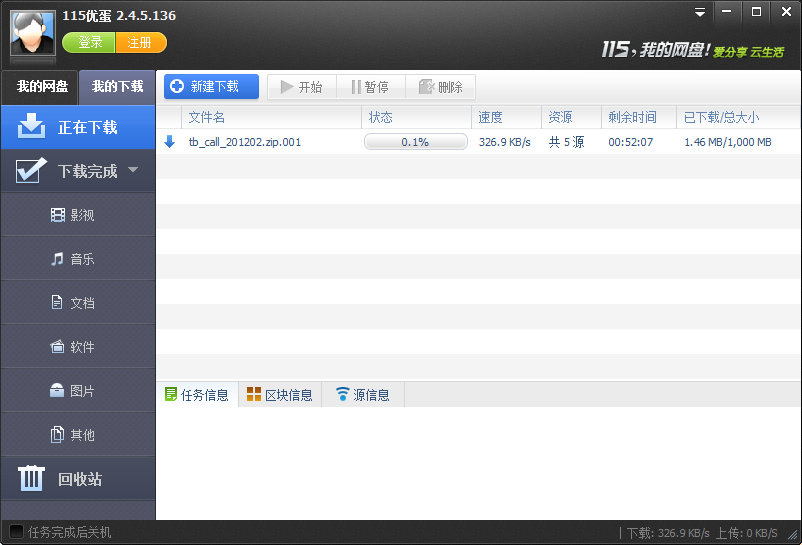 115优蛋 2.4.5.136
登录 注册
115,我的网盘! 爱分享 云生活
我的网盘 我的下载
新建下载 开始 暂停 删除
正在下载
下载完成
影视
音乐
文档
软件
图片
其他
回收站
文件名 状态 速度 资源 剩余时间 已下载/总大小
tb_call_201202.zip.001 0.1% 326.9 KB/s 共 5 源 00:52:07 1.46 MB/1,000 MB
任务信息 区块信息 源信息
任务完成后关机
下载: 326.9 KB/s 上传: 0 KB/S